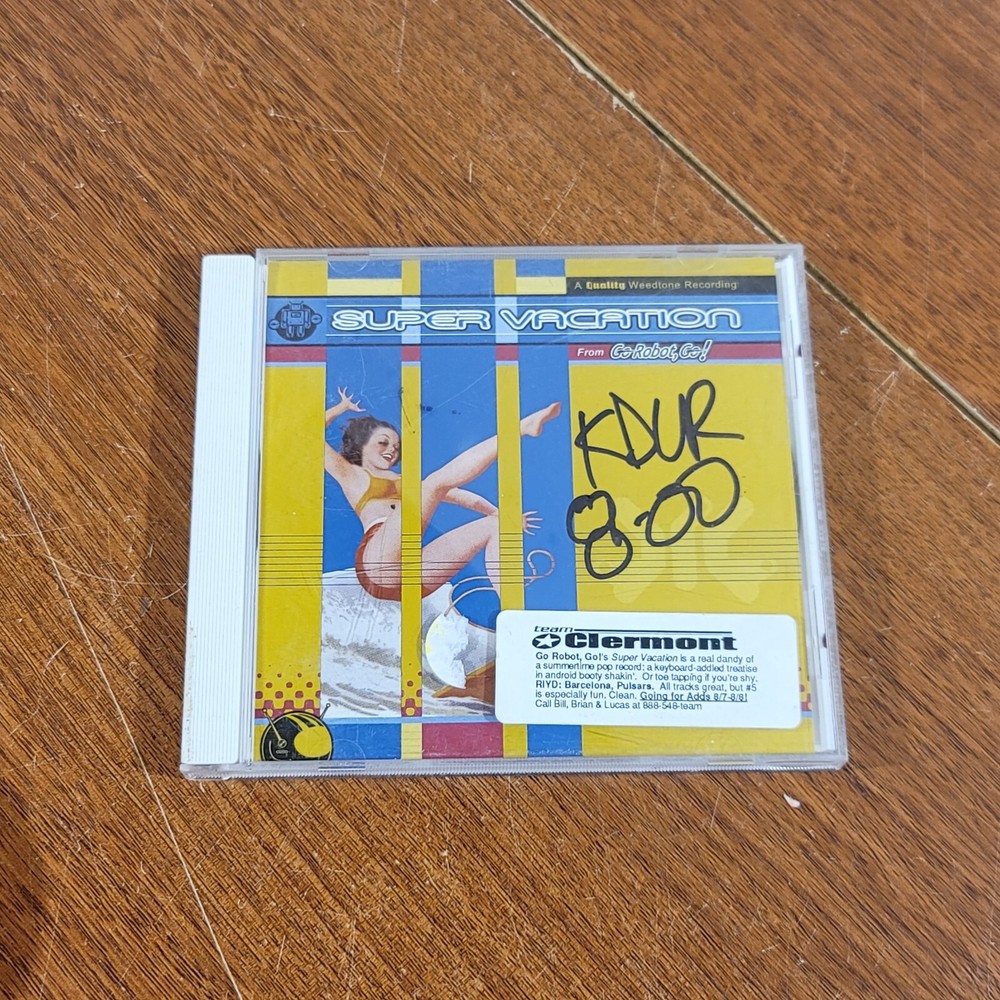 A Quality Weedtone Recording
SUPER VACATION
From Go Robot, Go!
KDUR
8-00
team
Clermont
Go Robot, Go!'s Super Vacation is a real dandy of
a summertime pop record: a keyboard-addled treatise
in android booty shakin'. Or toe tapping if you're shy.
RIYD: Barcelona, Pulsars. All tracks great, but #5
is especially fun. Clean. Going for Adds 8/7-8/8!
Call Bill, Brian & Lucas at 888-548-team